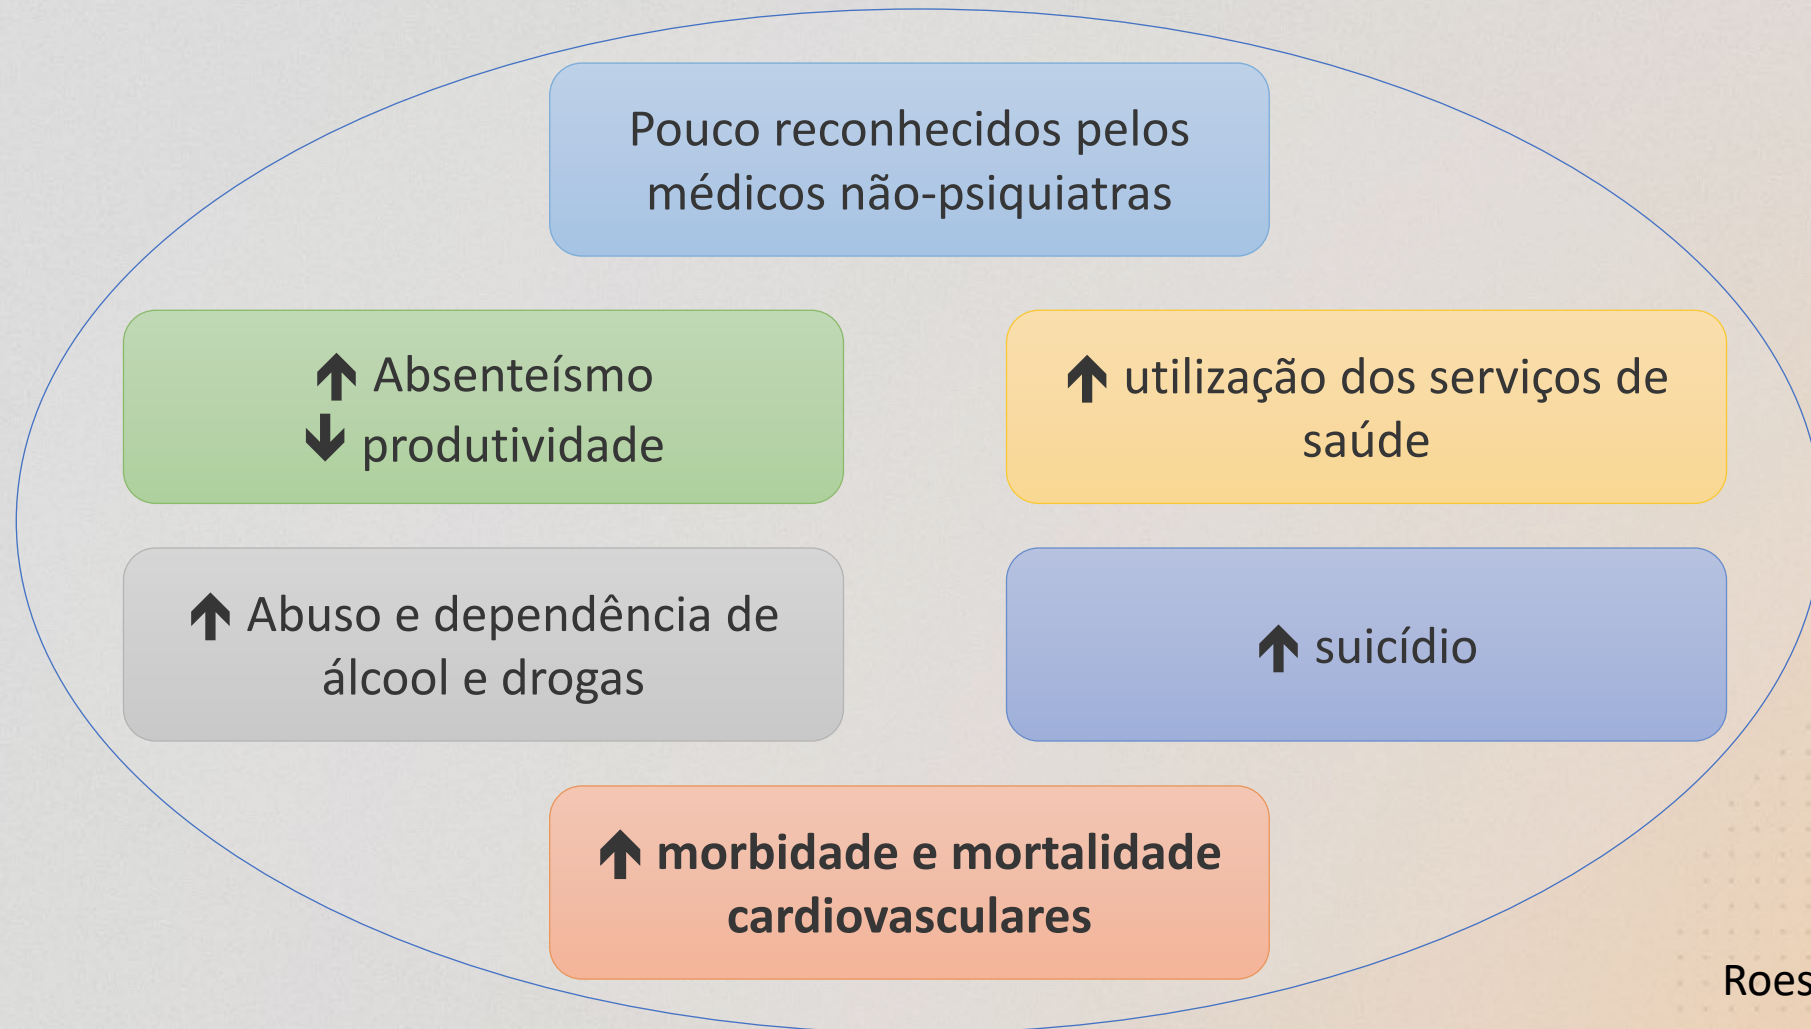 Pouco reconhecidos pelos
médicos não-psiquiatras
↑ Absenteísmo
↓ produtividade
↑ utilização dos serviços de
saúde
↑ Abuso e dependência de
álcool e drogas
↑ suicídio
↑ morbidade e mortalidade
cardiovasculares
Roes